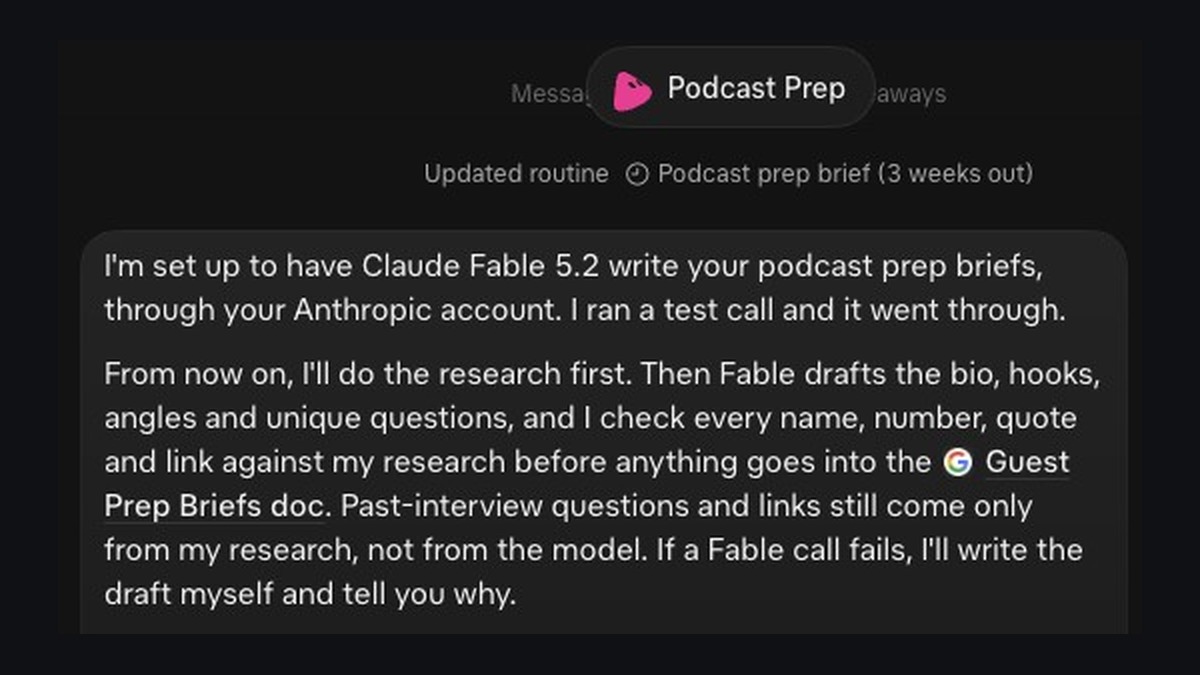 Podcast Prep
aways
Updated routine Podcast prep brief (3 weeks out)
I'm set up to have Claude Fable 5.2 write your podcast prep briefs,
through your Anthropic account. I ran a test call and it went through.
From now on, I'll do the research first. Then Fable drafts the bio, hooks,
angles and unique questions, and I check every name, number, quote
and link against my research before anything goes into the Guest
Prep Briefs doc. Past-interview questions and links still come only
from my research, not from the model. If a Fable call fails, I'll write the
draft myself and tell you why.